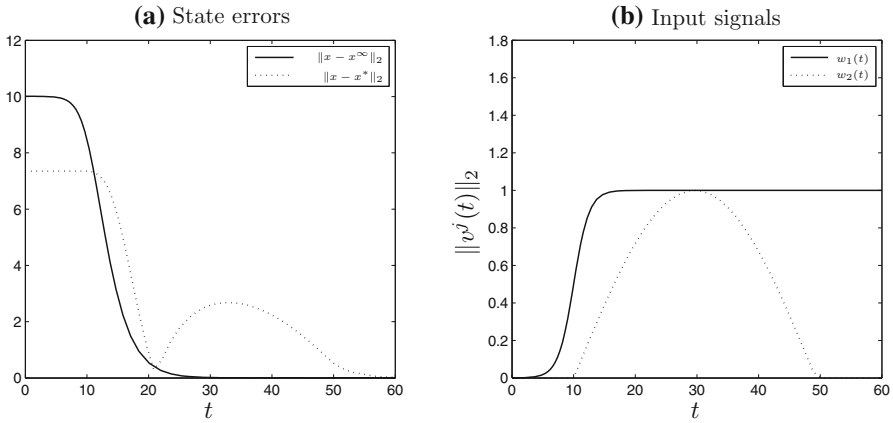 (a) State errors
12
10
8
6
4
2
0
0 10 20 30 40 50 60
t
‖x − x^∞‖₂
‖x − x*‖₂
(b) Input signals
1.8
1.6
1.4
1.2
1
0.8
0.6
0.4
0.2
0
0 10 20 30 40 50 60
t
‖v^j(t)‖₂
w₁(t)
w₂(t)